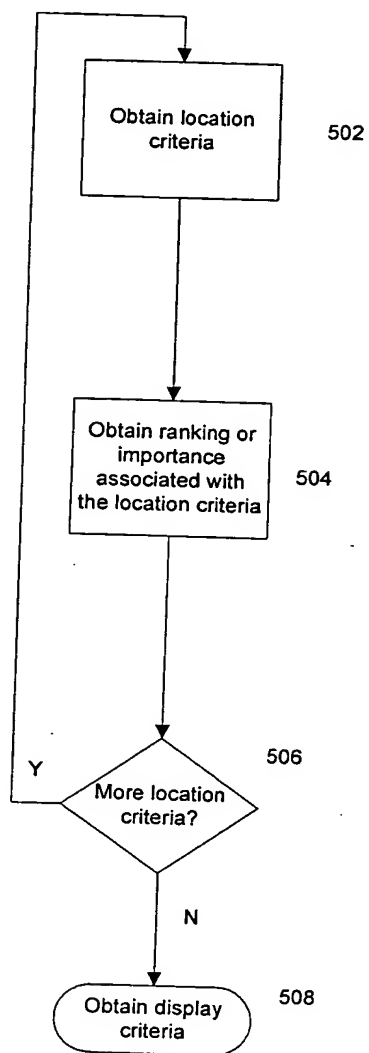 Obtain location
criteria
502
Obtain ranking or
importance
associated with
the location criteria
504
506
Y
More location
criteria?
N
508
Obtain display
criteria